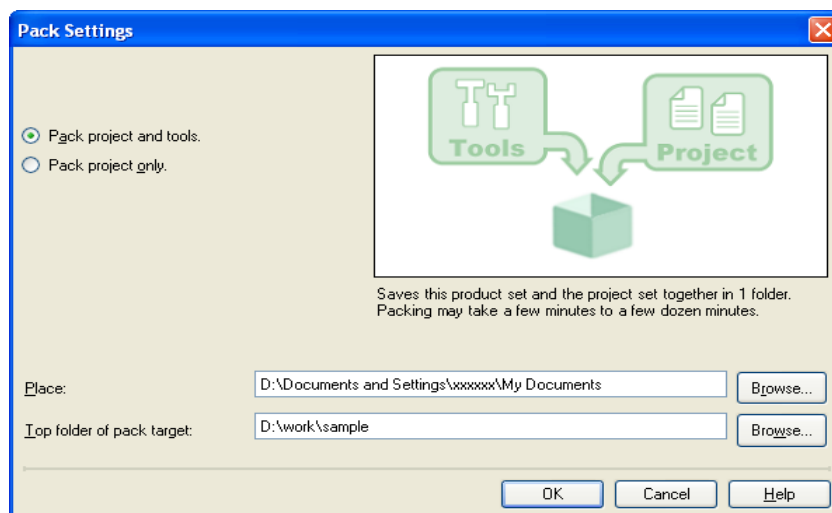 Pack Settings
Tools
Project
Pack project and tools.
Pack project only.
Saves this product set and the project set together in 1 folder.
Packing may take a few minutes to a few dozen minutes.
Place:
D:\Documents and Settings\xxxxxx\My Documents
Browse...
Top folder of pack target:
D:\work\sample
Browse...
OK
Cancel
Help